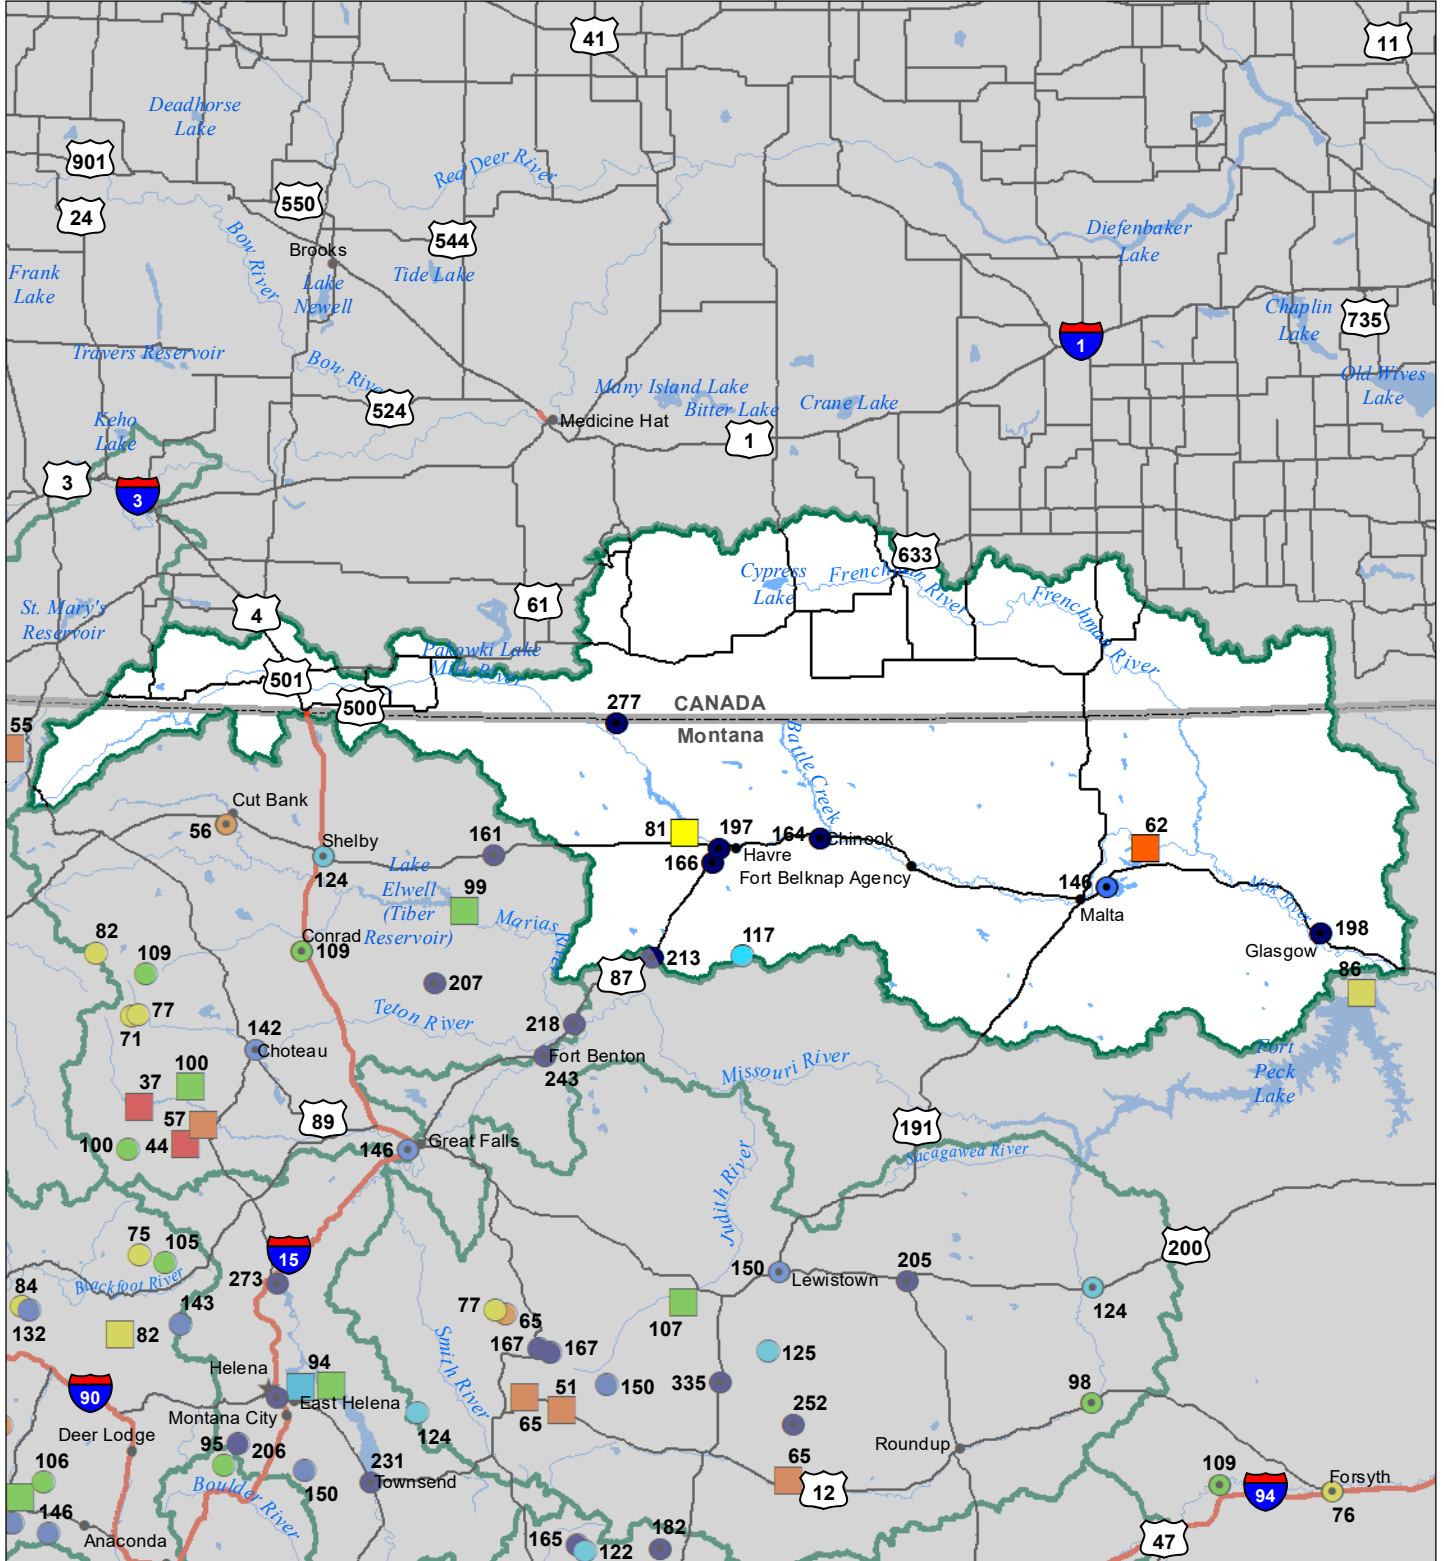 41
11
Deadhorse
Lake
901
Red Deer River
550
24
544
Bow River
Brooks
Diefenbaker
Lake
Frank
Lake
Tide Lake
Lake
Newell
Chaplin
Lake
735
1
Travers Reservoir
Bow River
Many Island Lake
Old Wives
Lake
524
Bitter Lake
Crane Lake
Keho
Lake
Medicine Hat
1
3
3
633
Cypress
Lake
Frenchman River
Frenchman River
61
St. Mary's
Reservoir
4
Pakowki Lake
Milk River
501
500
277
CANADA
Montana
55
Battle Creek
Cut Bank
56
Shelby
161
81
197
164
Chinook
62
Havre
166
Fort Belknap Agency
124
Lake
Elwell
(Tiber
Reservoir)
99
146
Malta
Milk River
Marias River
82
Conrad
109
109
213
117
198
Glasgow
86
87
207
77
71
Teton River
218
142
Choteau
Fort Benton
243
Missouri River
Fort
Peck
Lake
100
37
57
89
191
100
44
146
Great Falls
Sacagawea River
Judith River
75
105
15
200
Blackfoot River
273
150
Lewistown
205
84
132
143
124
82
77
65
107
Smith River
167
167
125
Helena
94
90
East Helena
150
335
51
65
98
Montana City
252
Deer Lodge
124
95
206
Roundup
106
231
Townsend
65
12
109
94
Forsyth
76
Boulder River
150
146
Anaconda
165
122
182
47